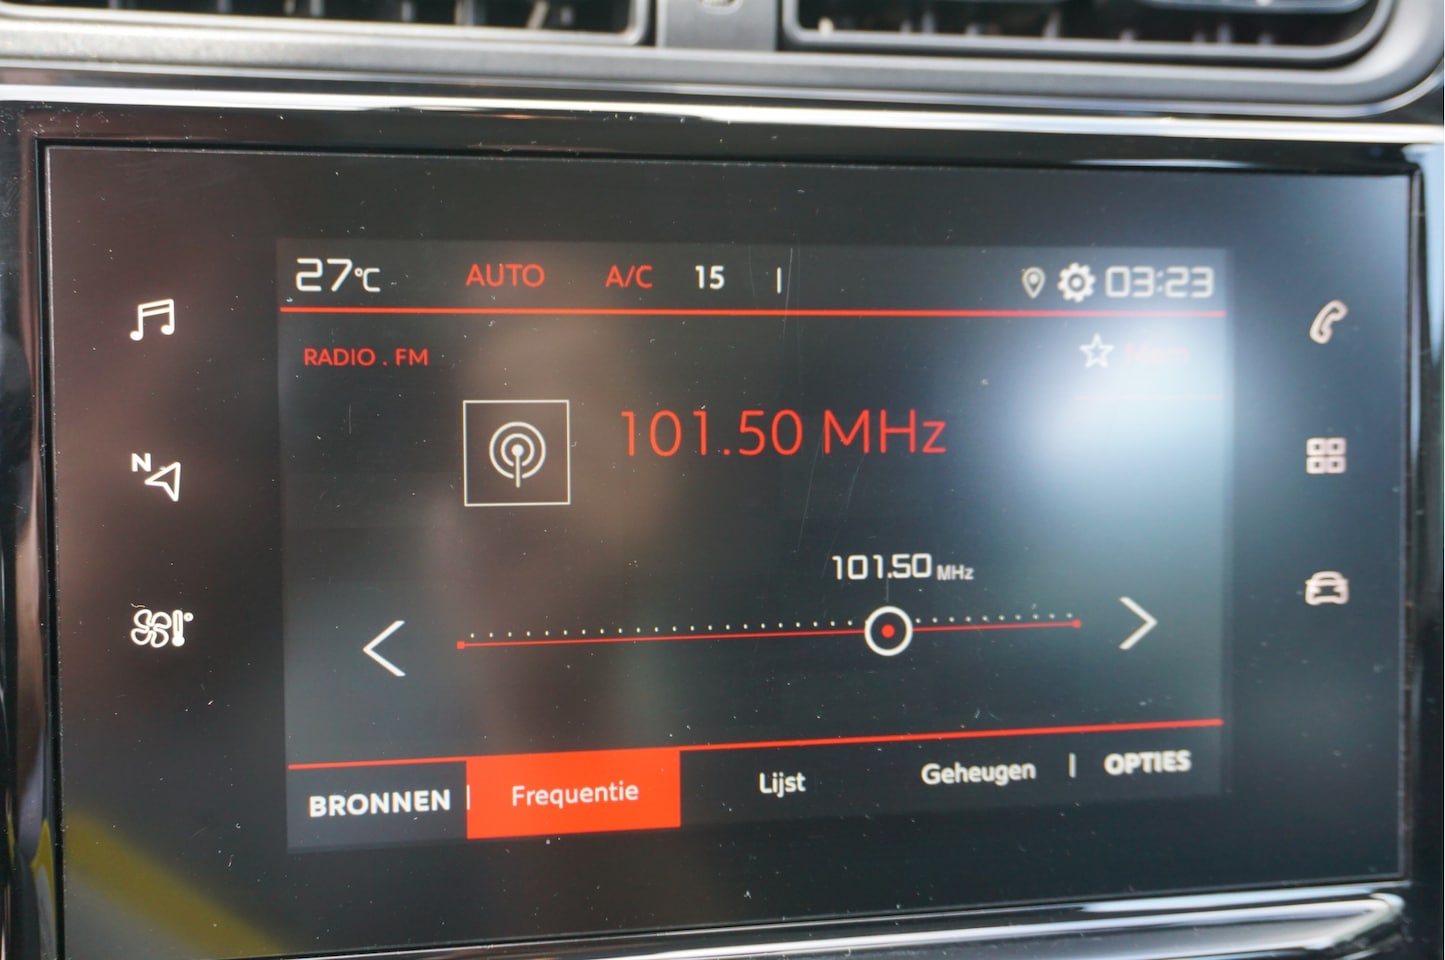 27°C AUTO A/C 15 03:23
RADIO . FM
101.50 MHz
101.50 MHz
N
BRONNEN Frequentie Lijst Geheugen OPTIES